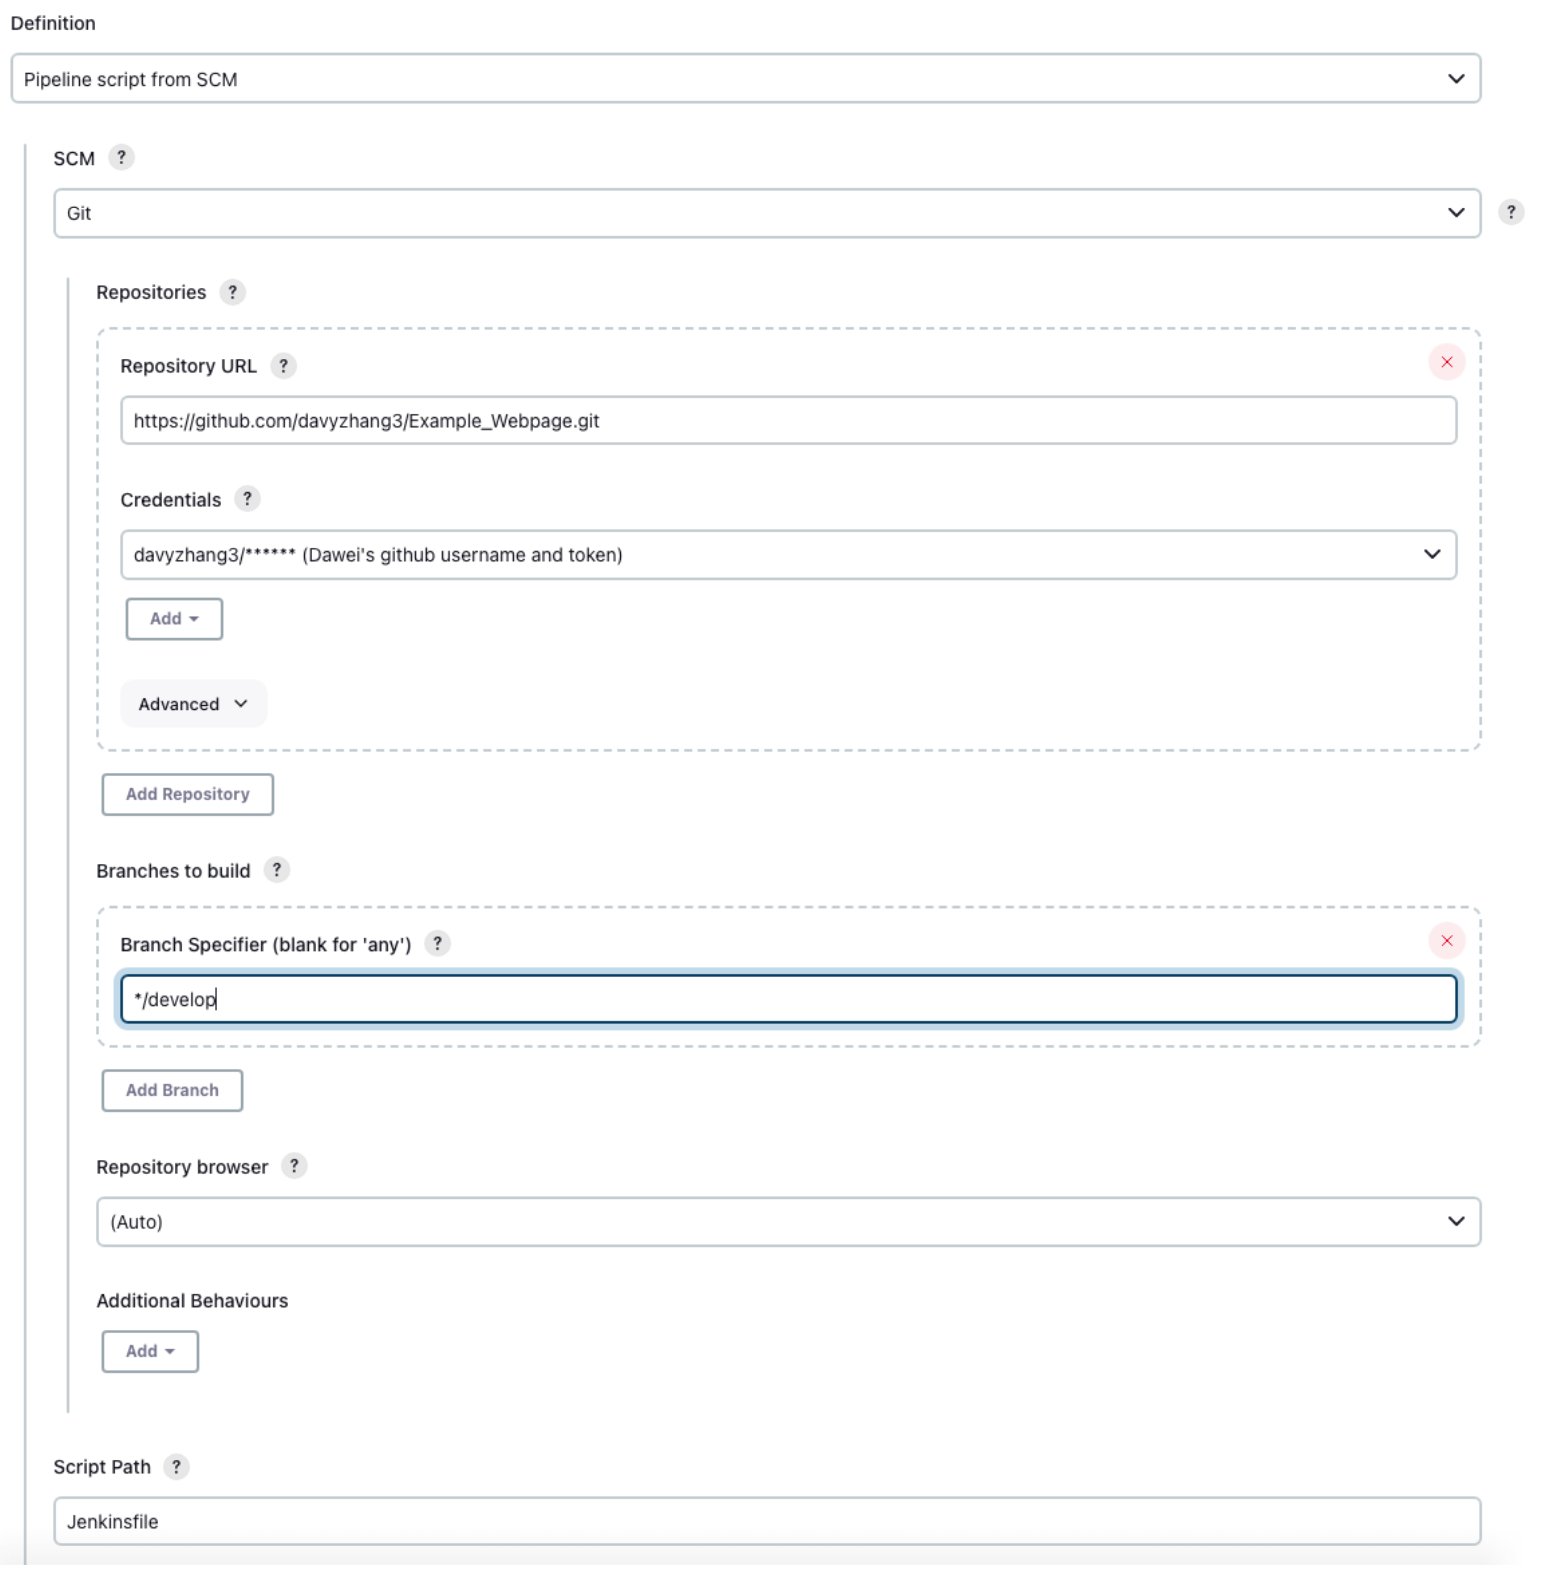 Definition
Pipeline script from SCM
SCM ?
Git
?
Repositories ?
Repository URL ?
https://github.com/davyzhang3/Example_Webpage.git
Credentials ?
davyzhang3/****** (Dawei's github username and token)
Add
Advanced
Add Repository
Branches to build ?
Branch Specifier (blank for 'any') ?
*/develop
Add Branch
Repository browser ?
(Auto)
Additional Behaviours
Add
Script Path ?
Jenkinsfile